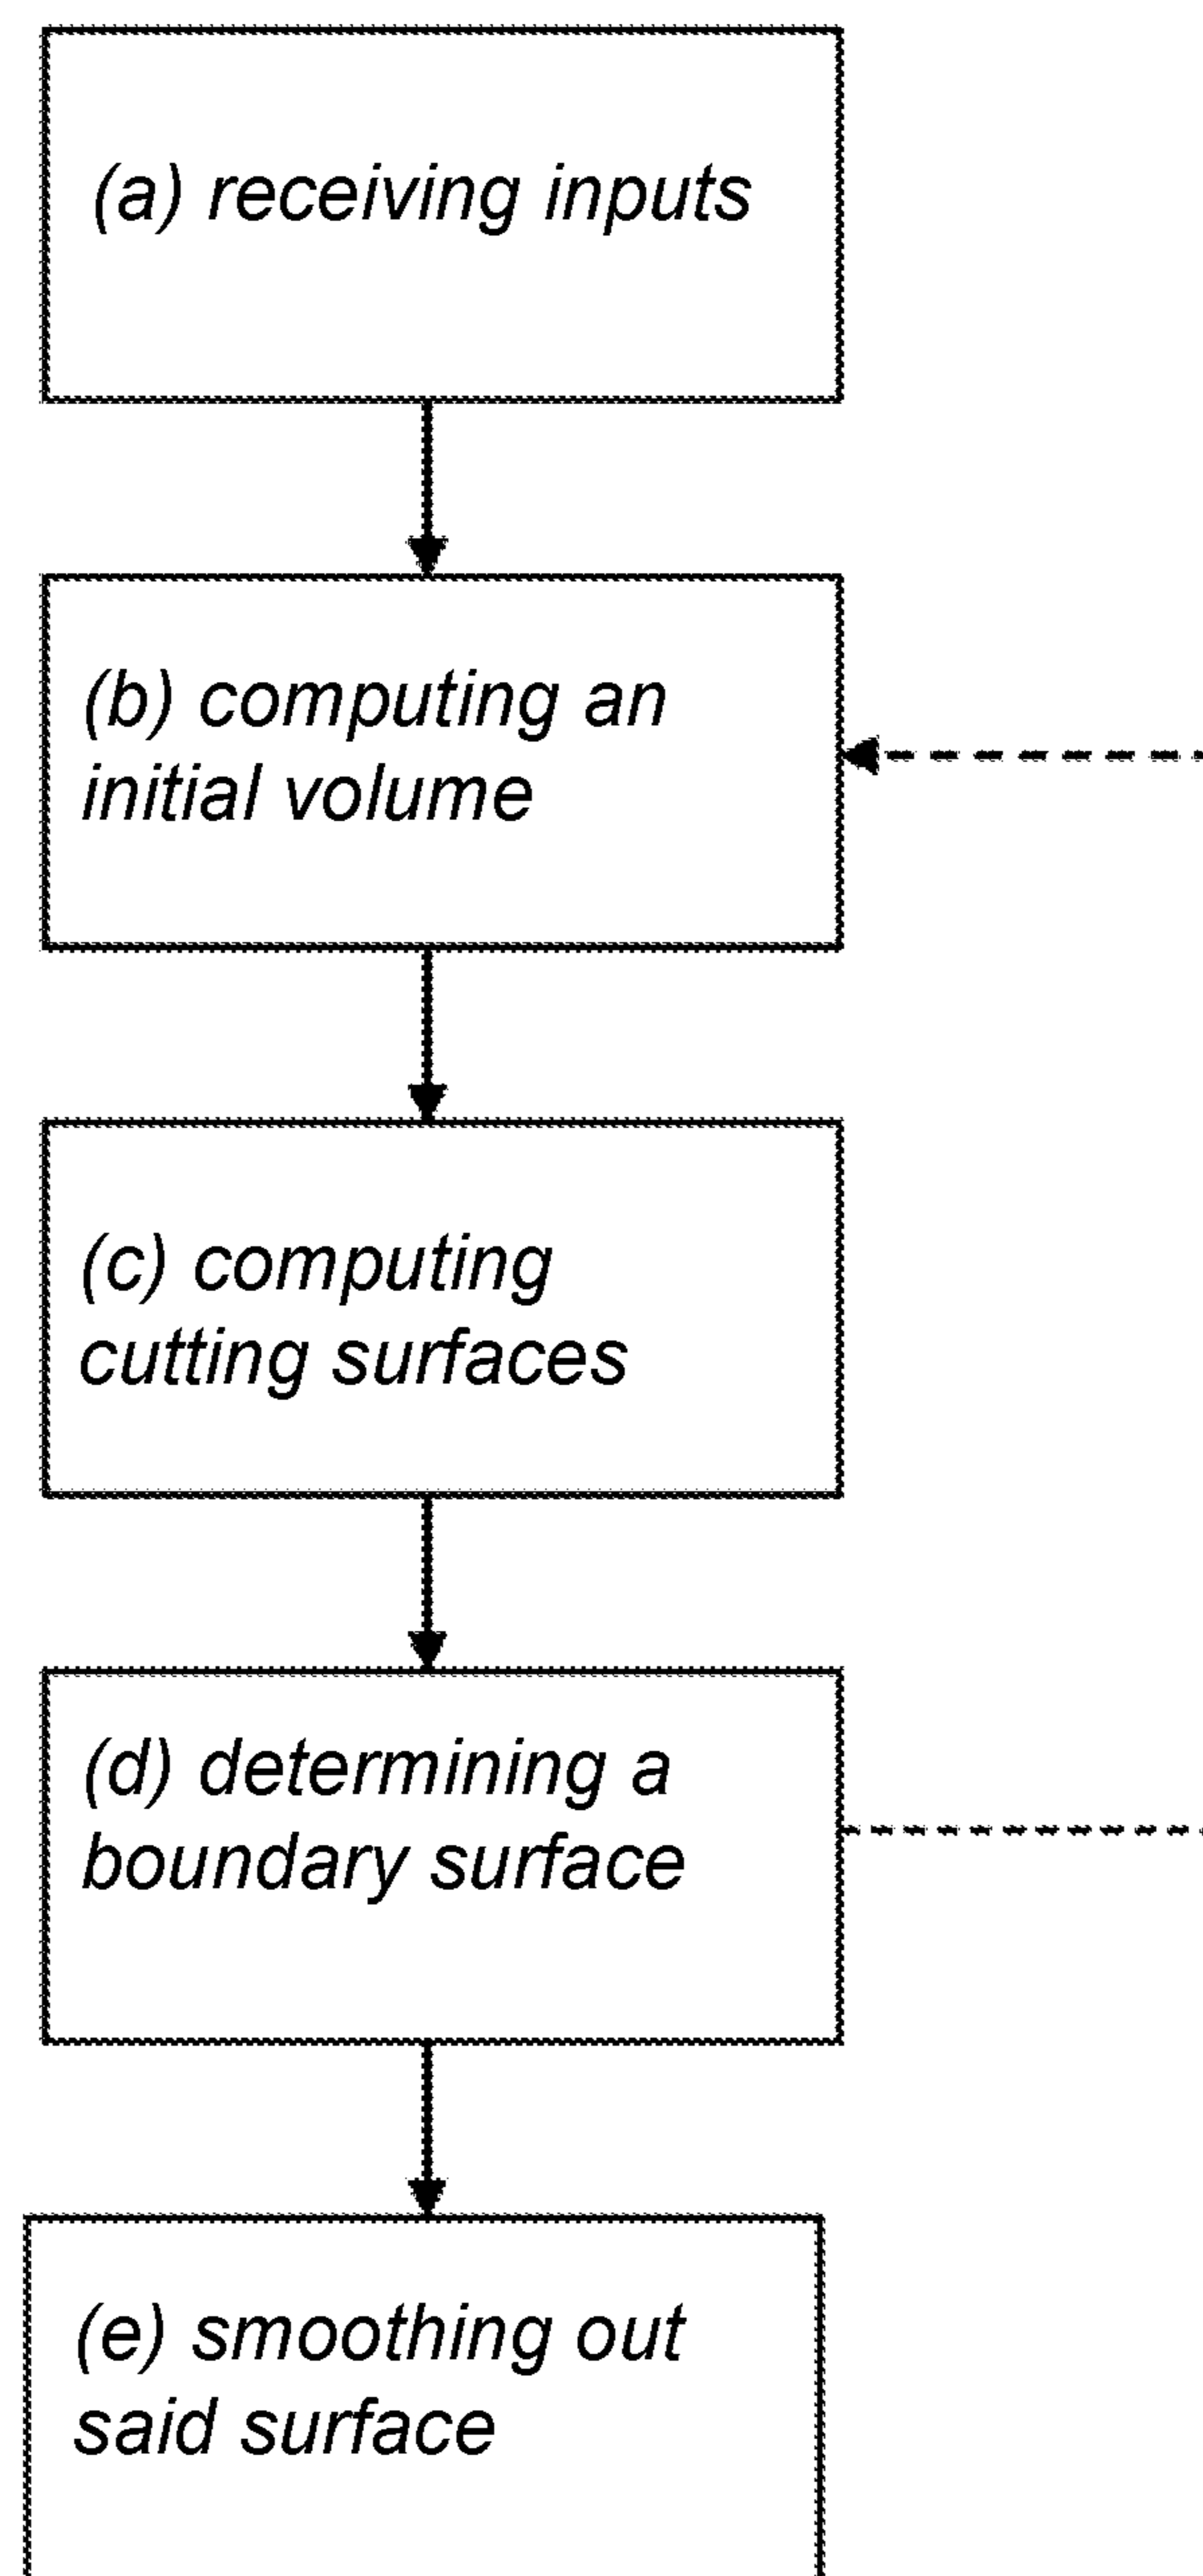 (a) receiving inputs
(b) computing an
initial volume
(c) computing
cutting surfaces
(d) determining a
boundary surface
(e) smoothing out
said surface